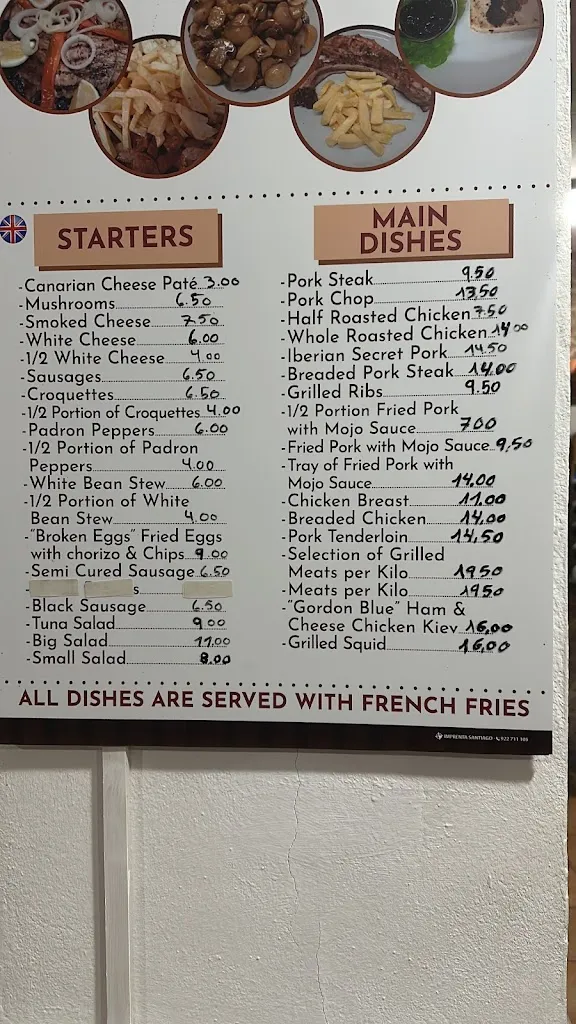 STARTERS
-Canarian Cheese Paté 3.00
-Mushrooms 6.50
-Smoked Cheese 7.50
-White Cheese 6.00
-1/2 White Cheese 4.00
-Sausages 6.50
-Croquettes 6.50
-1/2 Portion of Croquettes 4.00
-Padron Peppers 6.00
-1/2 Portion of Padron
Peppers 4.00
-White Bean Stew 6.00
-1/2 Portion of White
Bean Stew 4.00
-"Broken Eggs" Fried Eggs
with chorizo & Chips 9.00
-Semi Cured Sausage 6.50
- s
-Black Sausage 6.50
-Tuna Salad 9.00
-Big Salad 11.00
-Small Salad 8.00
MAIN
DISHES
-Pork Steak 9.50
-Pork Chop 13,50
-Half Roasted Chicken 7.50
-Whole Roasted Chicken 14.00
-Iberian Secret Pork 14.50
-Breaded Pork Steak 14,00
-Grilled Ribs 9.50
-1/2 Portion Fried Pork
with Mojo Sauce 7.00
-Fried Pork with Mojo Sauce 9,50
-Tray of Fried Pork with
Mojo Sauce 14,00
-Chicken Breast 11.00
-Breaded Chicken 14,00
-Pork Tenderloin 14,50
-Selection of Grilled
Meats per Kilo 19.50
-Meats per Kilo 19.50
-"Gordon Blue" Ham &
Cheese Chicken Kiev 16,00
-Grilled Squid 16,00
ALL DISHES ARE SERVED WITH FRENCH FRIES
IMPRENTA SANTIAGO · 922 711 106